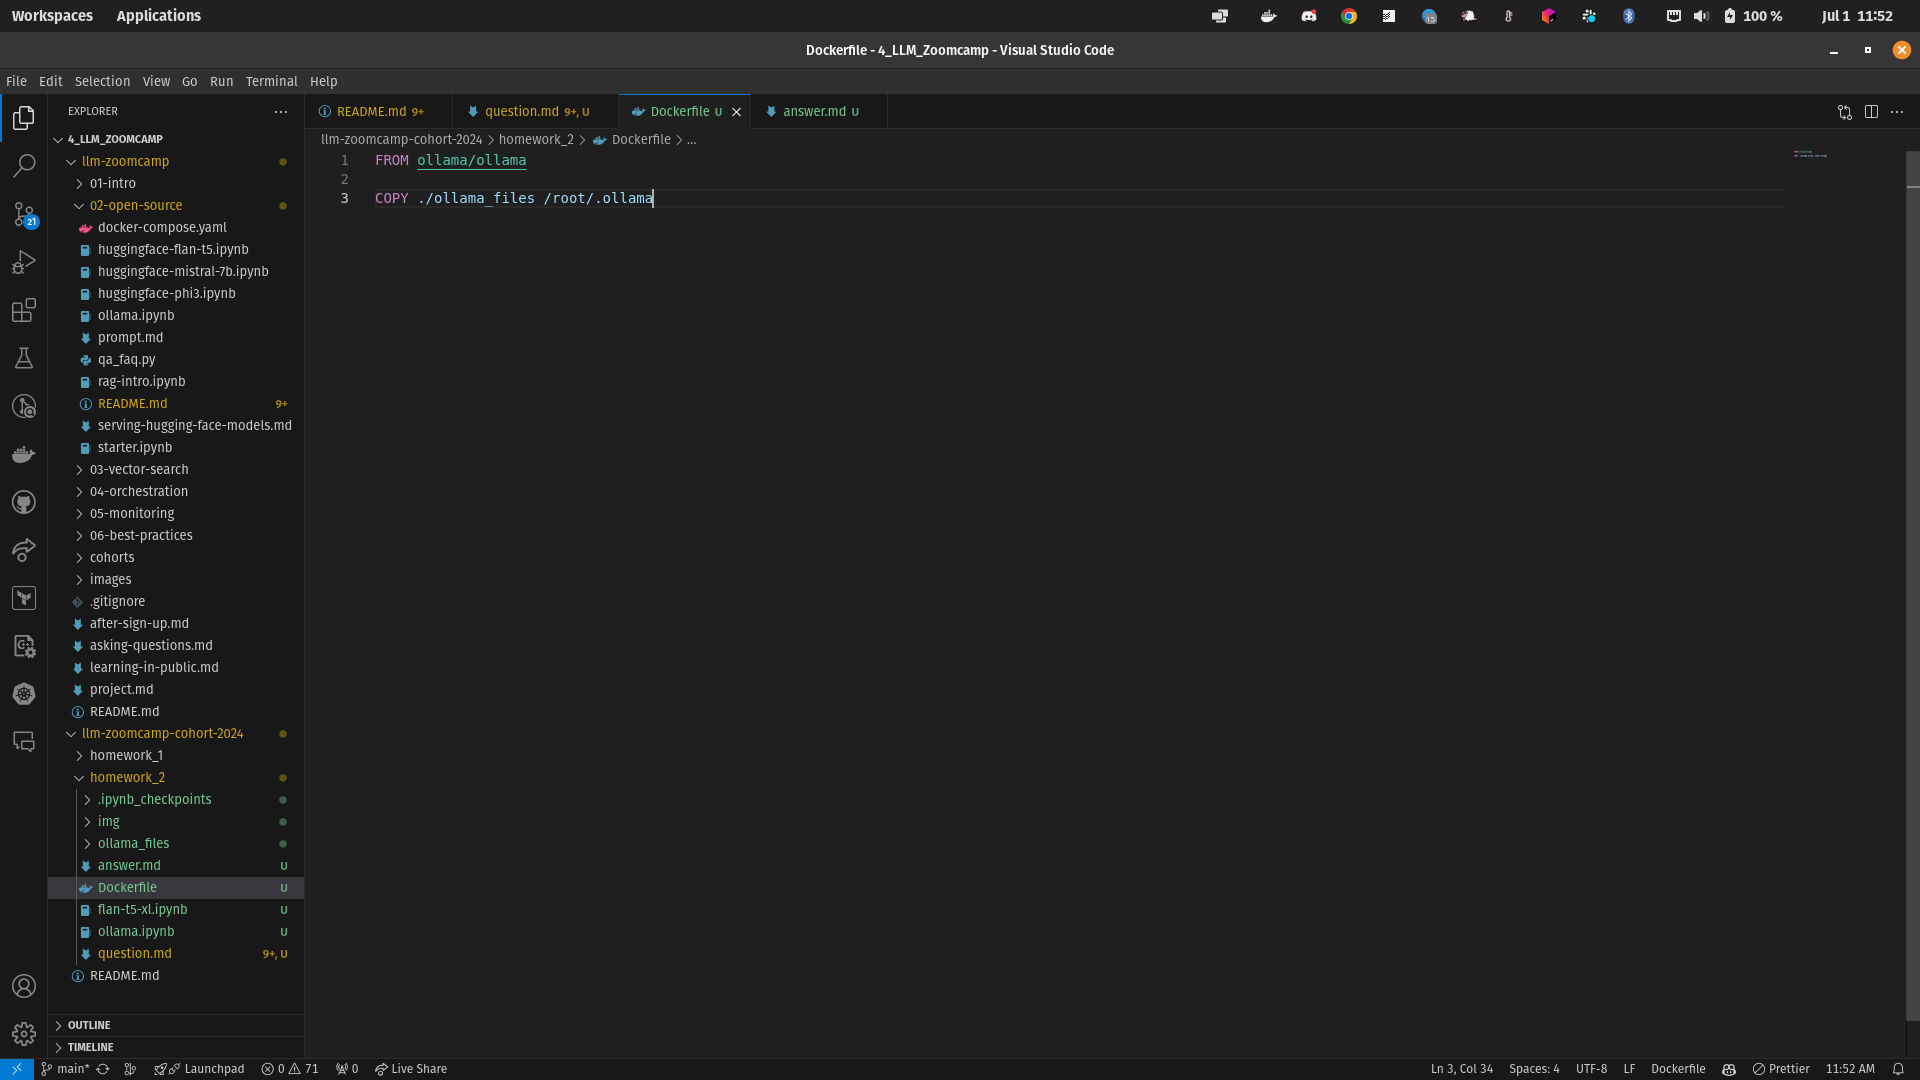 Workspaces Applications
15
100 % Jul 1 11:52
Dockerfile - 4_LLM_Zoomcamp - Visual Studio Code
File Edit Selection View Go Run Terminal Help
EXPLORER
README.md 9+
question.md 9+, U
Dockerfile U
answer.md U
4_LLM_ZOOMCAMP
llm-zoomcamp-cohort-2024 > homework_2 > Dockerfile > ...
1 FROM ollama/ollama
2
3 COPY ./ollama_files /root/.ollama
llm-zoomcamp
01-intro
02-open-source
21
docker-compose.yaml
huggingface-flan-t5.ipynb
huggingface-mistral-7b.ipynb
huggingface-phi3.ipynb
ollama.ipynb
prompt.md
qa_faq.py
rag-intro.ipynb
README.md 9+
serving-hugging-face-models.md
starter.ipynb
03-vector-search
04-orchestration
05-monitoring
06-best-practices
cohorts
images
.gitignore
after-sign-up.md
asking-questions.md
learning-in-public.md
project.md
README.md
llm-zoomcamp-cohort-2024
homework_1
homework_2
.ipynb_checkpoints
img
ollama_files
answer.md U
Dockerfile U
flan-t5-xl.ipynb U
ollama.ipynb U
question.md 9+, U
README.md
OUTLINE
TIMELINE
main* Launchpad 0 71 0 Live Share Ln 3, Col 34 Spaces: 4 UTF-8 LF Dockerfile Prettier 11:52 AM